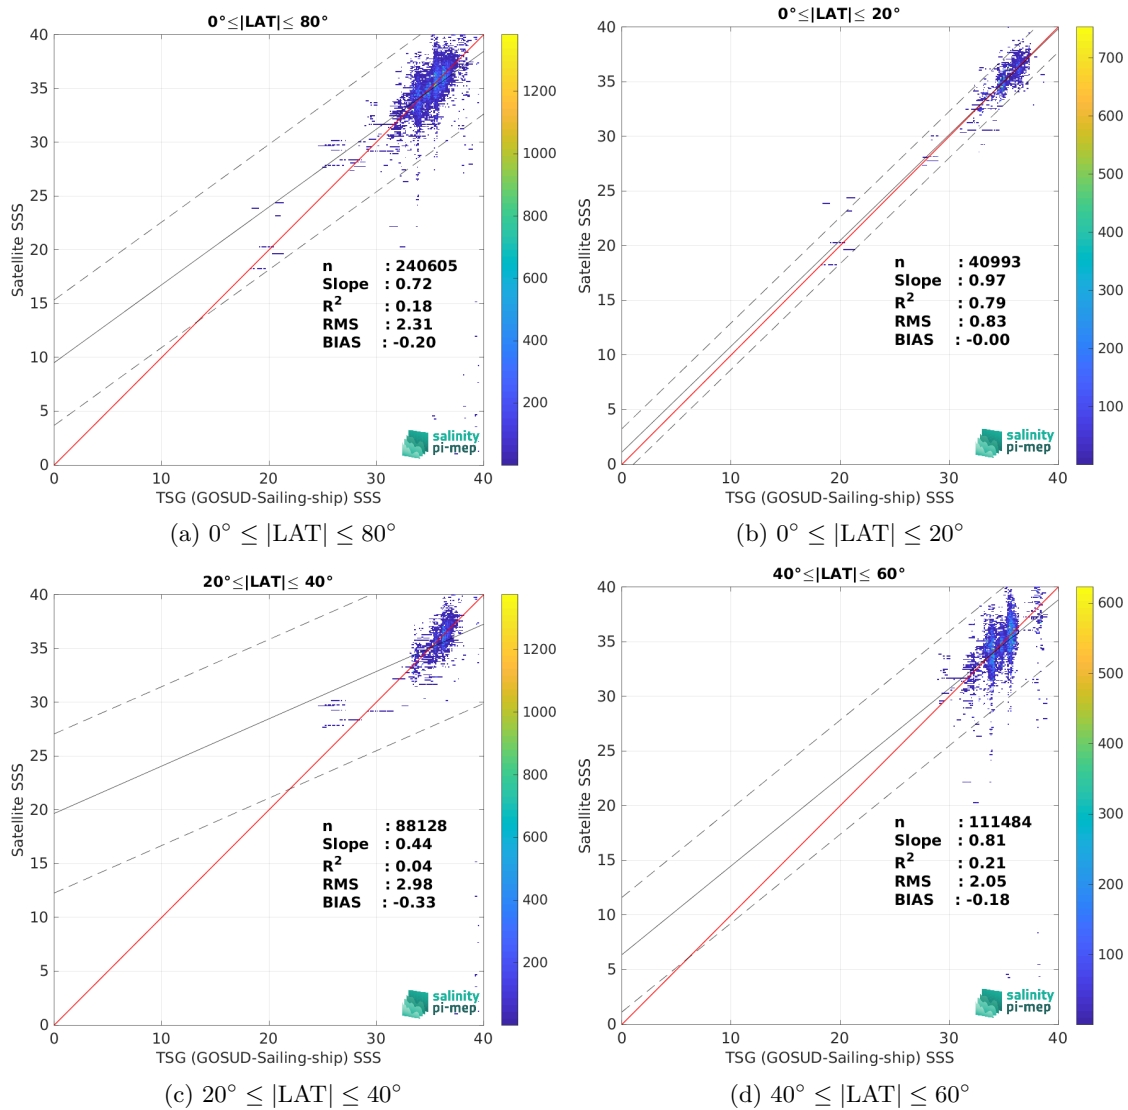 0°≤|LAT|≤ 80°
40
35
30
25
20
15
10
5
0
Satellite SSS
n : 240605
Slope : 0.72
R2 : 0.18
RMS : 2.31
BIAS : -0.20
salinity
pi-mep
0 10 20 30 40
TSG (GOSUD-Sailing-ship) SSS
1200
1000
800
600
400
200
(a) 0° ≤ |LAT| ≤ 80°
0°≤|LAT|≤ 20°
40
35
30
25
20
15
10
5
0
Satellite SSS
n : 40993
Slope : 0.97
R2 : 0.79
RMS : 0.83
BIAS : -0.00
salinity
pi-mep
0 10 20 30 40
TSG (GOSUD-Sailing-ship) SSS
700
600
500
400
300
200
100
(b) 0° ≤ |LAT| ≤ 20°
20°≤|LAT|≤ 40°
40
35
30
25
20
15
10
5
0
Satellite SSS
n : 88128
Slope : 0.44
R2 : 0.04
RMS : 2.98
BIAS : -0.33
salinity
pi-mep
0 10 20 30 40
TSG (GOSUD-Sailing-ship) SSS
1200
1000
800
600
400
200
(c) 20° ≤ |LAT| ≤ 40°
40°≤|LAT|≤ 60°
40
35
30
25
20
15
10
5
0
Satellite SSS
n : 111484
Slope : 0.81
R2 : 0.21
RMS : 2.05
BIAS : -0.18
salinity
pi-mep
0 10 20 30 40
TSG (GOSUD-Sailing-ship) SSS
600
500
400
300
200
100
(d) 40° ≤ |LAT| ≤ 60°